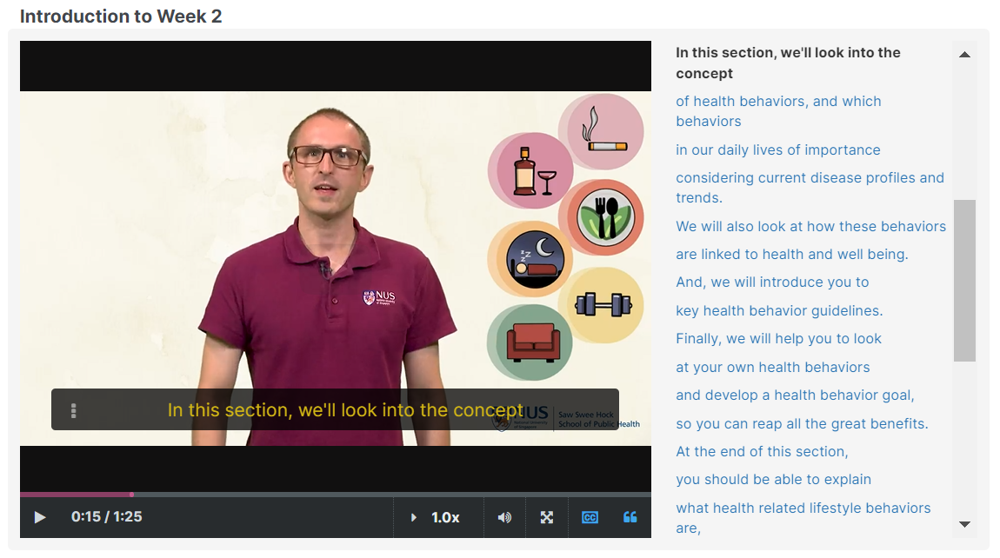 Introduction to Week 2
NUS
zz
z
In this section, we'll look into the concept
NUS
National University
of Singapore
Saw Swee Hock
School of Public Health
0:15 / 1:25
1.0x
CC
In this section, we'll look into the
concept
of health behaviors, and which
behaviors
in our daily lives of importance
considering current disease profiles and
trends.
We will also look at how these behaviors
are linked to health and well being.
And, we will introduce you to
key health behavior guidelines.
Finally, we will help you to look
at your own health behaviors
and develop a health behavior goal,
so you can reap all the great benefits.
At the end of this section,
you should be able to explain
what health related lifestyle behaviors
are,